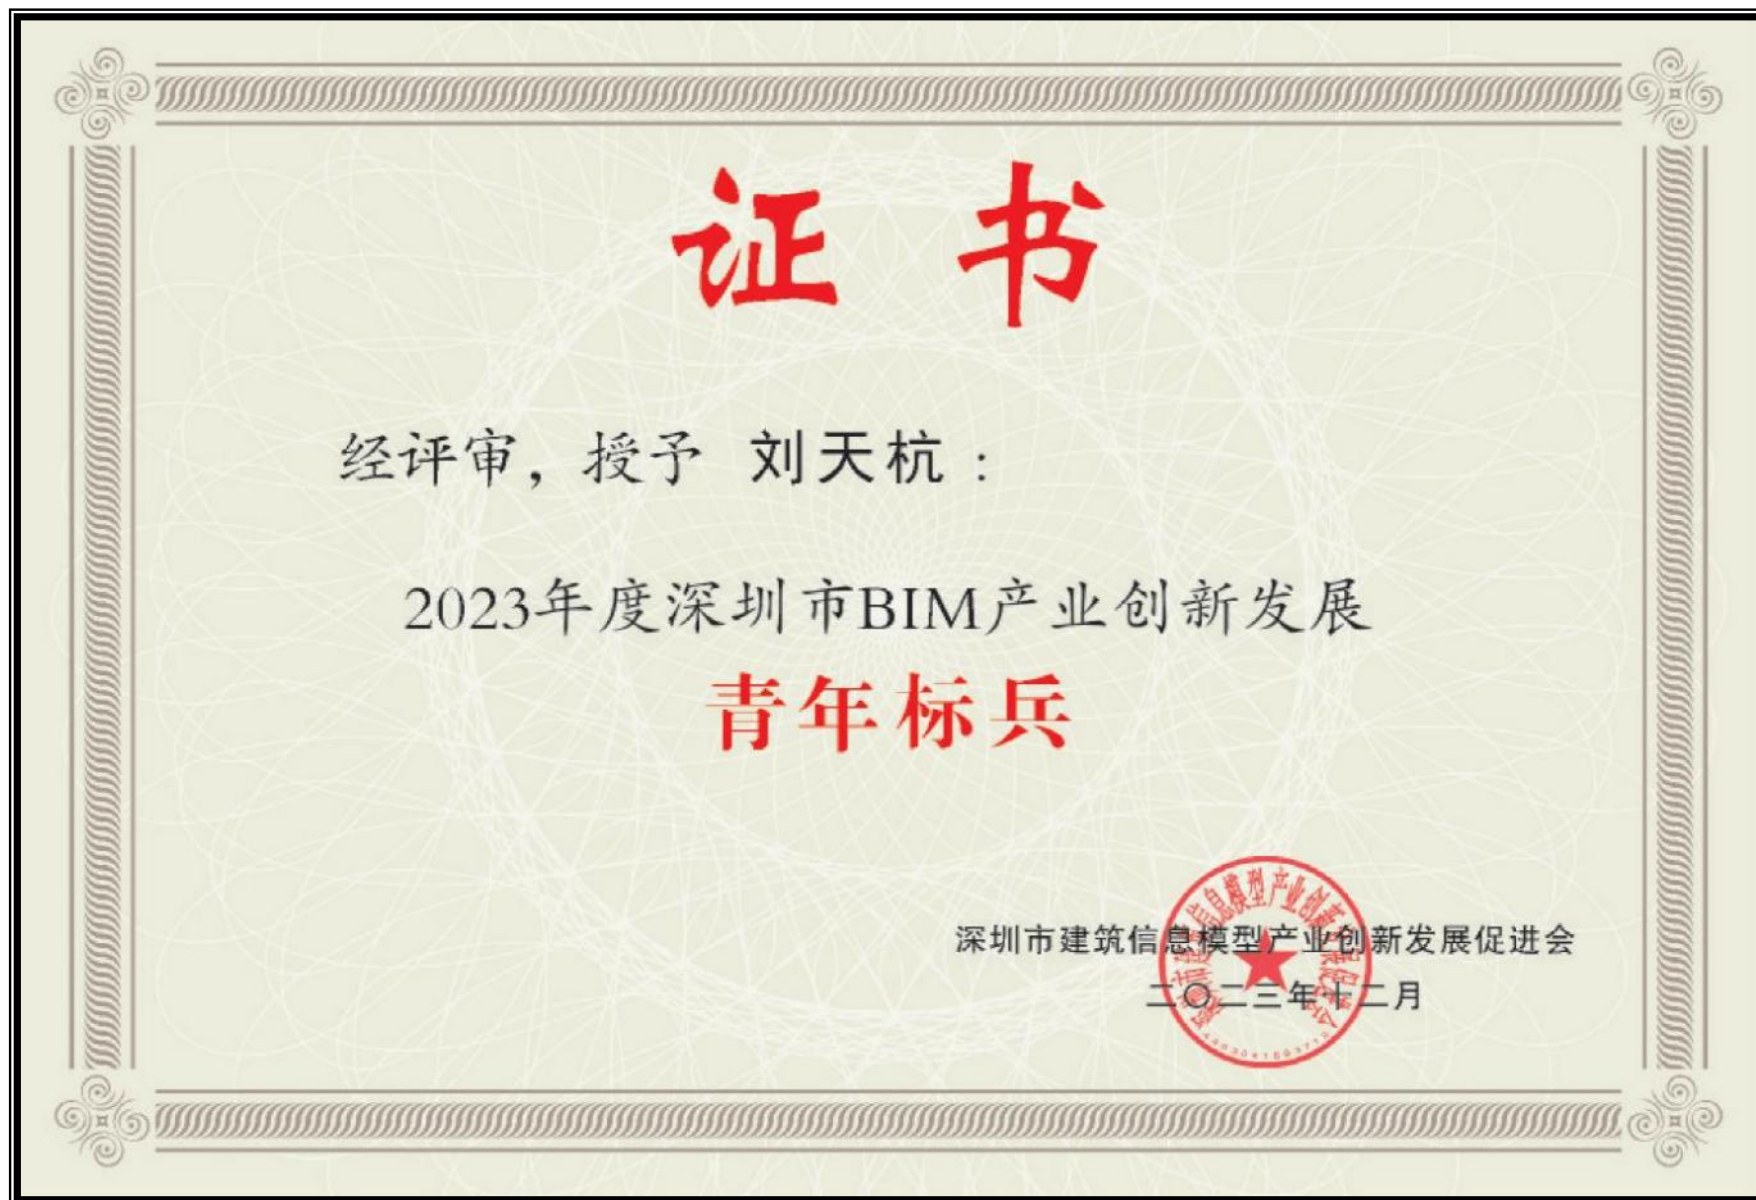 证书
经评审，授予 刘天杭：
2023年度深圳市BIM产业创新发展
青年标兵
深圳市建筑信息模型产业创新发展促进会
二〇二三年十二月